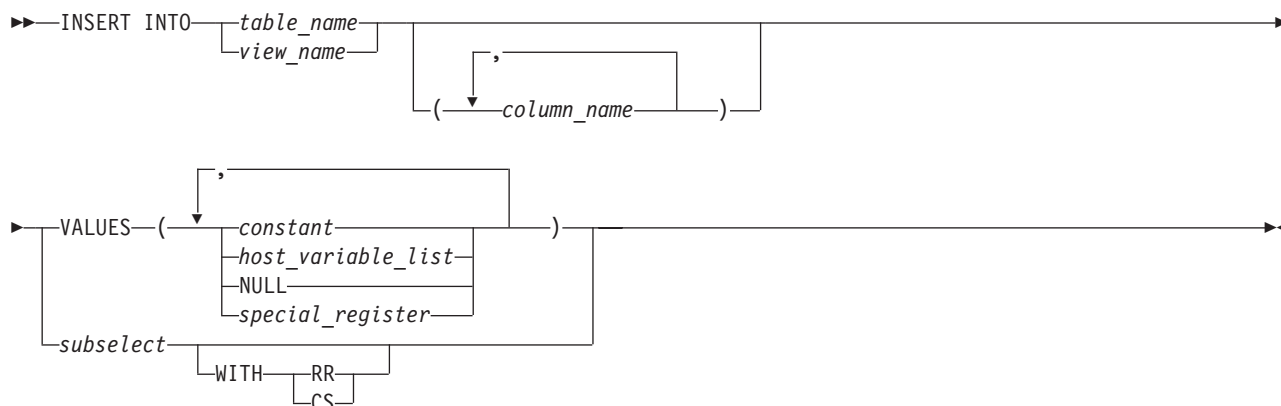 INSERT INTO table_name
view_name
,
( column_name )
,
VALUES ( constant )
host_variable_list
NULL
special_register
subselect
WITH RR
CS